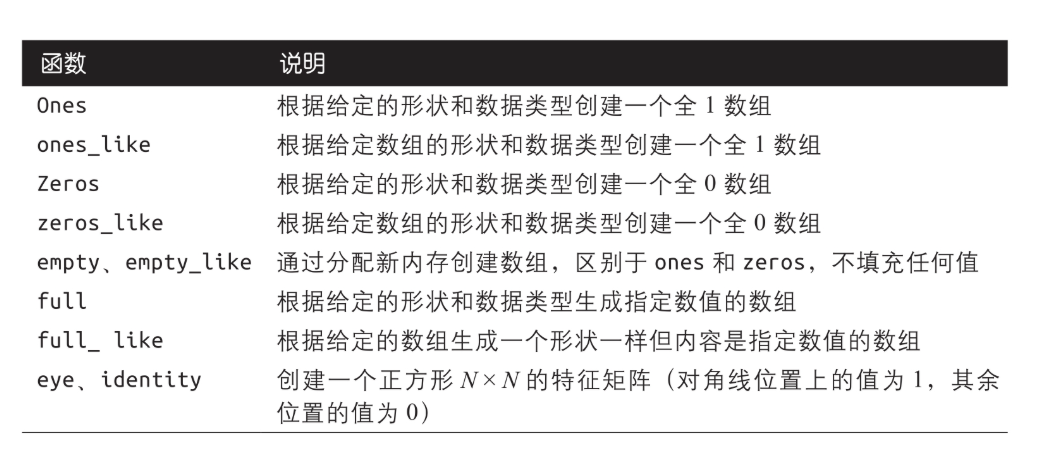 函数 说明
Ones 根据给定的形状和数据类型创建一个全 1 数组
ones_like 根据给定数组的形状和数据类型创建一个全 1 数组
Zeros 根据给定的形状和数据类型创建一个全 0 数组
zeros_like 根据给定数组的形状和数据类型创建一个全 0 数组
empty、empty_like 通过分配新内存创建数组，区别于 ones 和 zeros，不填充任何值
full 根据给定的形状和数据类型生成指定数值的数组
full_ like 根据给定的数组生成一个形状一样但内容是指定数值的数组
eye、identity 创建一个正方形 N×N 的特征矩阵（对角线位置上的值为 1，其余
位置的值为 0）